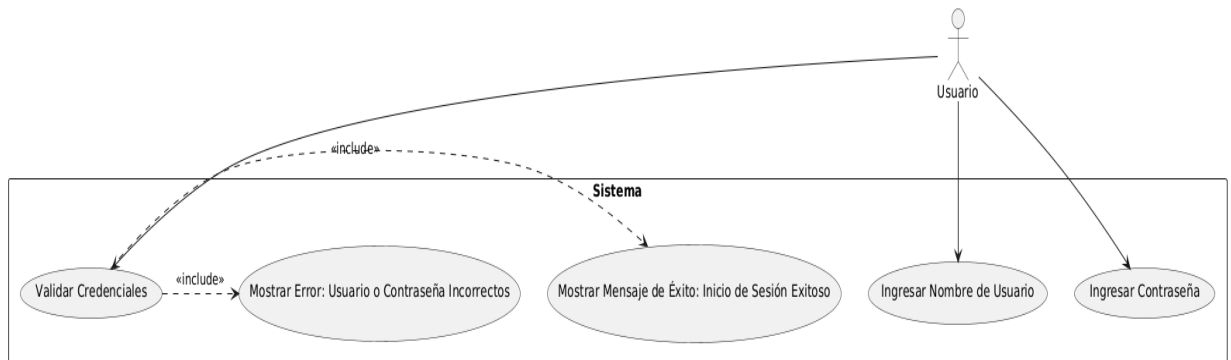 Usuario
«include»
Sistema
«include»
Validar Credenciales
Mostrar Error: Usuario o Contraseña Incorrectos
Mostrar Mensaje de Éxito: Inicio de Sesión Exitoso
Ingresar Nombre de Usuario
Ingresar Contraseña